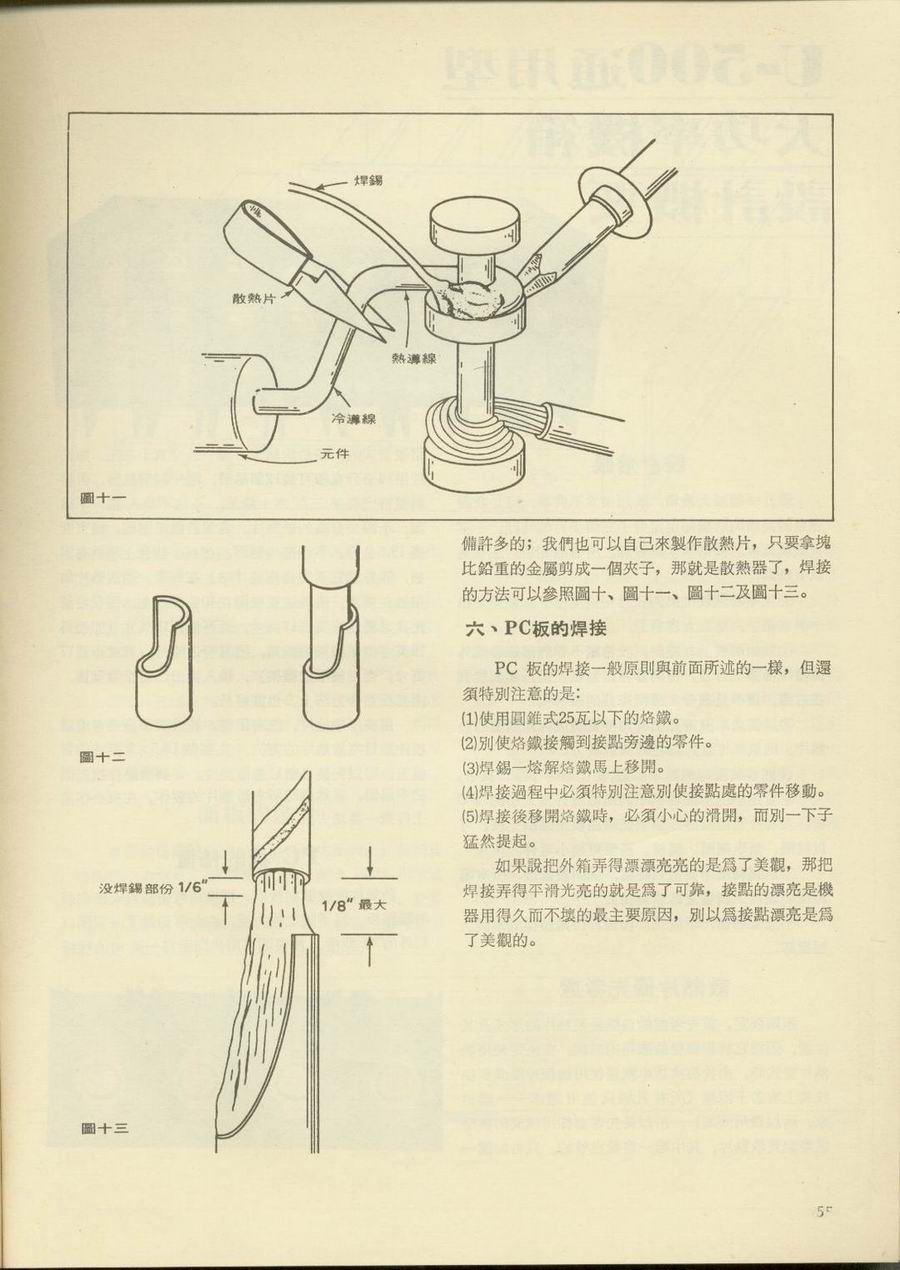 焊錫
散熱片
熱導線
冷導線
元件
圖十一
圖十二
没焊錫部份 1/6"
1/8" 最大
圖十三
備許多的；我們也可以自己來製作散熱片，只要拿塊
比鉛重的金屬剪成一個夾子，那就是散熱器了，焊接
的方法可以參照圖十、圖十一、圖十二及圖十三。
六、PC板的焊接
PC 板的焊接一般原則與前面所述的一樣，但還
須特別注意的是：
⑴使用圓錐式25瓦以下的烙鐵。
⑵別使烙鐵接觸到接點旁邊的零件。
⑶焊錫一熔解烙鐵馬上移開。
⑷焊接過程中必須特別注意別使接點處的零件移動。
⑸焊接後移開烙鐵時，必須小心的滑開，而別一下子
猛然提起。
如果說把外箱弄得漂漂亮亮的是爲了美觀，那把
焊接弄得平滑光亮的就是爲了可靠，接點的漂亮是機
器用得久而不壞的最主要原因，別以爲接點漂亮是爲
了美觀的。